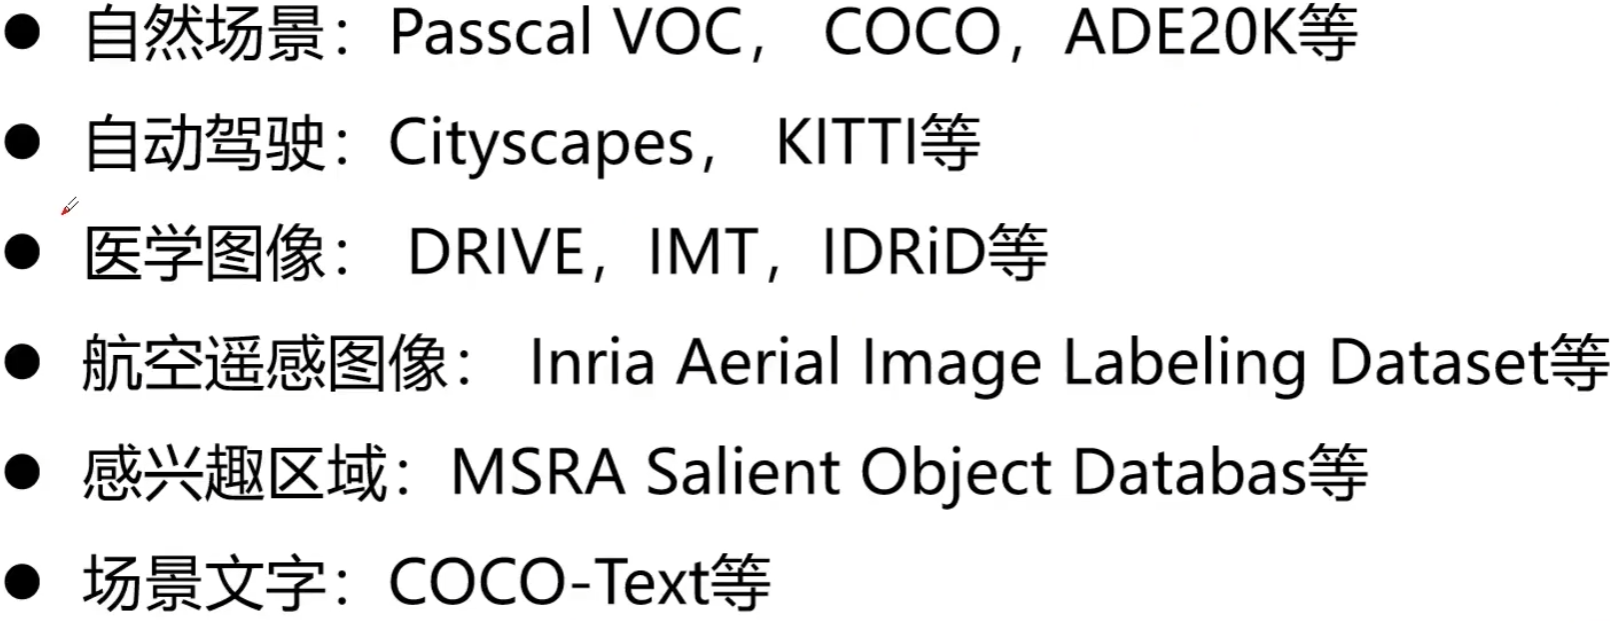 ● 自然场景：Passcal VOC， COCO，ADE20K等
● 自动驾驶：Cityscapes， KITTI等
● 医学图像： DRIVE，IMT，IDRiD等
● 航空遥感图像： Inria Aerial Image Labeling Dataset等
● 感兴趣区域：MSRA Salient Object Databas等
● 场景文字：COCO-Text等